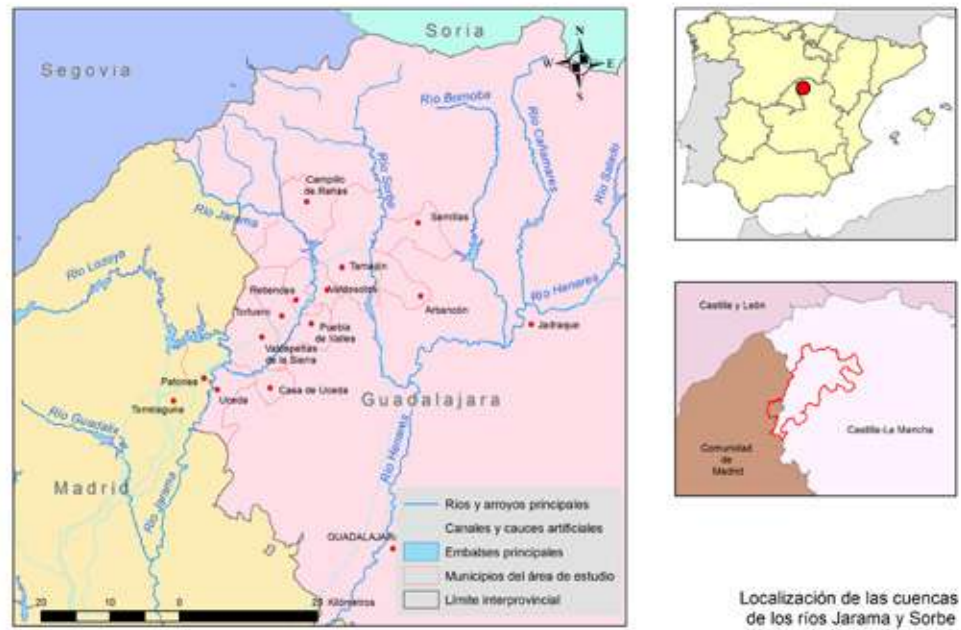 Soria
Segovia
N
W
E
S
Río Bornoba
Río Cañamares
Río Salado
Río Sorbe
Campillo
de Rañas
Río Jarama
Semillas
Río Lozoya
Tamajón
Retiendas
Valdesotos
Río Henares
Arbancón
Tortuero
Puebla
de Valles
Jadraque
Valdepeñas
de la Sierra
Patones
Uceda
Casa de Uceda
Torrelaguna
Guadalajara
Río Guadalix
Río Henares
Madrid
Río Jarama
GUADALAJARA
Ríos y arroyos principales
Canales y cauces artificiales
Embalses principales
Municipios del área de estudio
Límite interprovincial
20
0
20
Kilómetros
Castilla y León
Comunidad
de
Madrid
Castilla-La Mancha
Localización de las cuencas
de los ríos Jarama y Sorbe